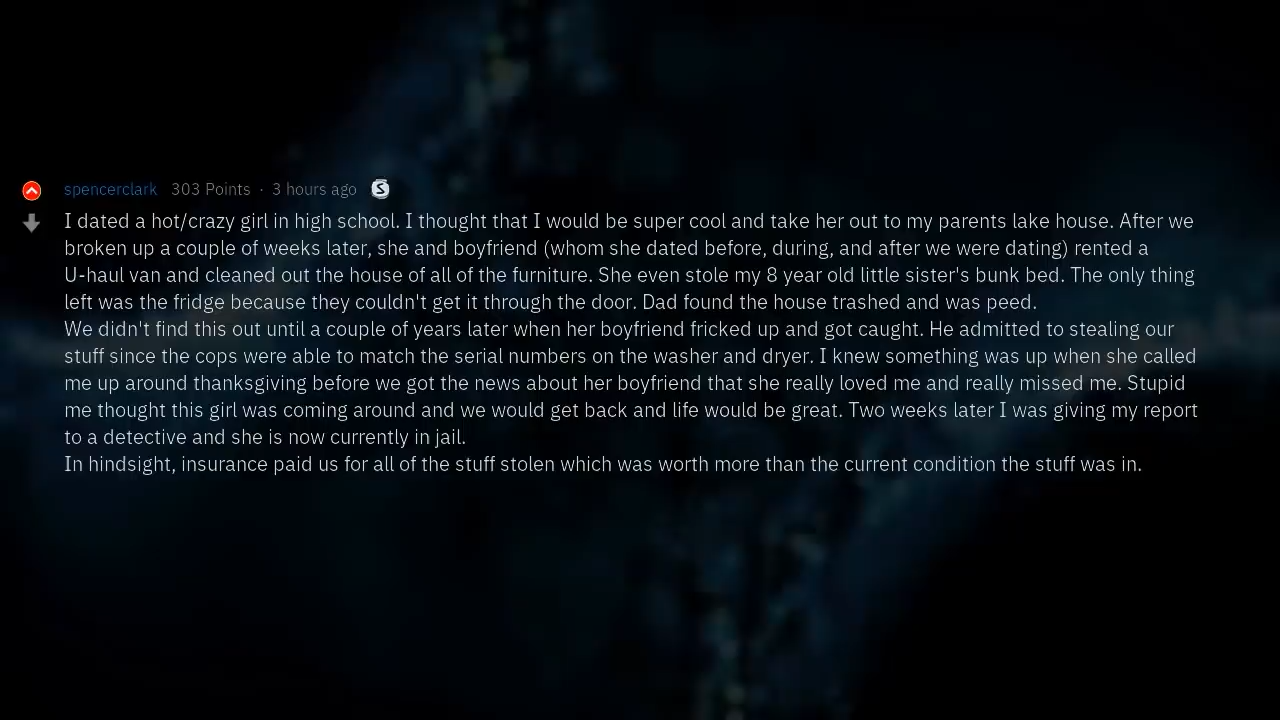 spencerclark 303 Points · 3 hours ago S
I dated a hot/crazy girl in high school. I thought that I would be super cool and take her out to my parents lake house. After we
broken up a couple of weeks later, she and boyfriend (whom she dated before, during, and after we were dating) rented a
U-haul van and cleaned out the house of all of the furniture. She even stole my 8 year old little sister's bunk bed. The only thing
left was the fridge because they couldn't get it through the door. Dad found the house trashed and was peed.
We didn't find this out until a couple of years later when her boyfriend fricked up and got caught. He admitted to stealing our
stuff since the cops were able to match the serial numbers on the washer and dryer. I knew something was up when she called
me up around thanksgiving before we got the news about her boyfriend that she really loved me and really missed me. Stupid
me thought this girl was coming around and we would get back and life would be great. Two weeks later I was giving my report
to a detective and she is now currently in jail.
In hindsight, insurance paid us for all of the stuff stolen which was worth more than the current condition the stuff was in.